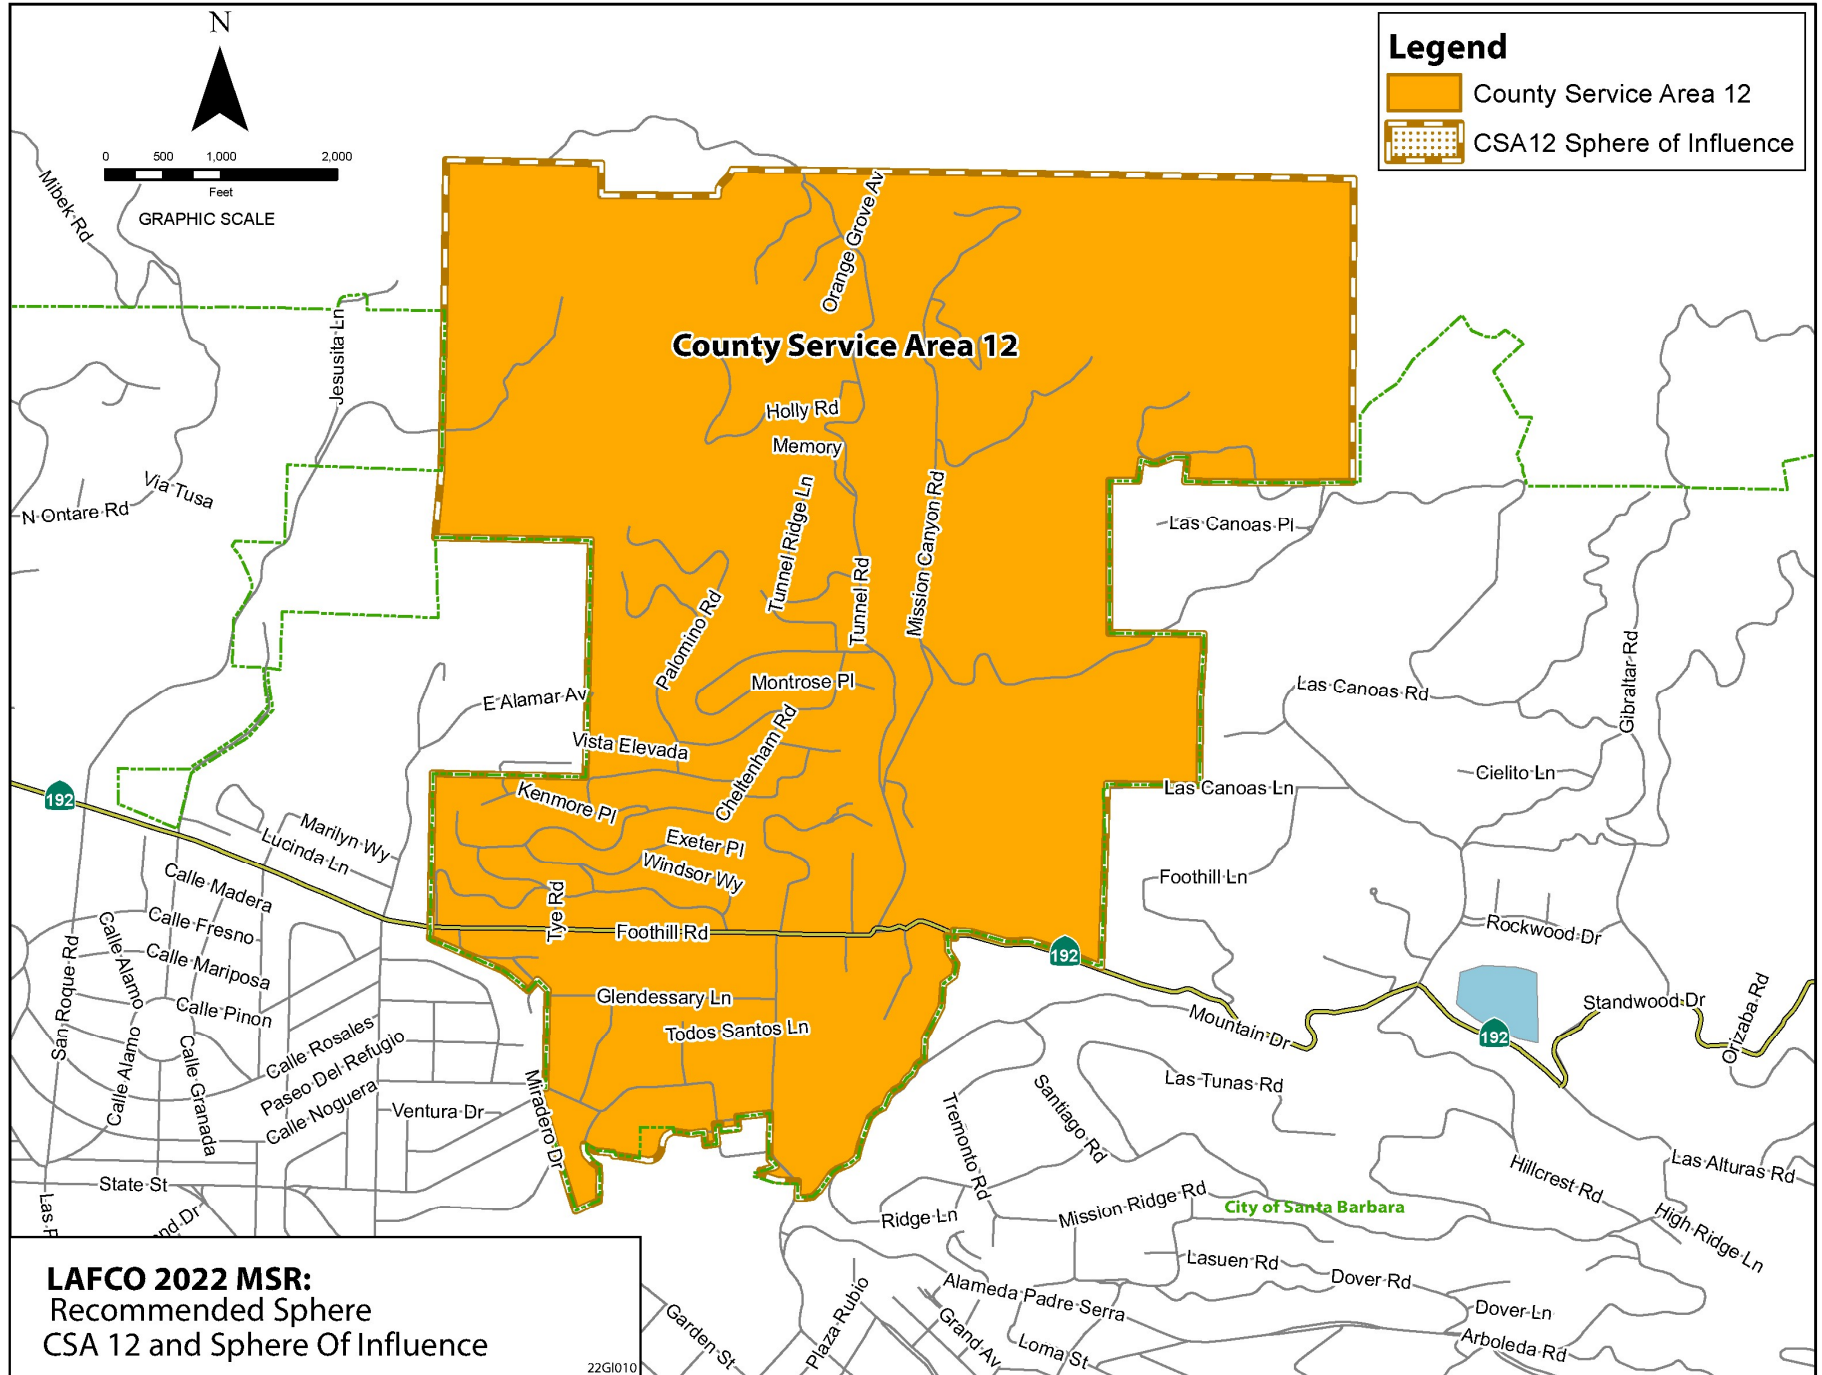 N
0 500 1,000 2,000
Feet
GRAPHIC SCALE
Legend
County Service Area 12
CSA12 Sphere of Influence
Mibek Rd
Orange Grove Av
Jesusita Ln
County Service Area 12
Holly Rd
Memory
Via Tusa
N Ontare Rd
Tunnel Ridge Ln
Mission Canyon Rd
Las Canoas Pl
Tunnel Rd
Palomino Rd
Gibraltar Rd
Montrose Pl
E Alamar Av
Las Canoas Rd
Vista Elevada
Cheltenham Rd
Cielito Ln
192
Kenmore Pl
Las Canoas Ln
Marilyn Wy
Lucinda Ln
Exeter Pl
Windsor Wy
Foothill Ln
Calle Madera
Tye Rd
Calle Fresno
Foothill Rd
Rockwood Dr
192
Calle Alamo
Calle Mariposa
San Roque Rd
Glendessary Ln
Calle Pinon
Todos Santos Ln
Mountain Dr
Standwood Dr
Orizaba Rd
192
Calle Rosales
Paseo Del Refugio
Calle Noguera
Calle Alamo
Calle Granada
Ventura Dr
Miradero Dr
Las Tunas Rd
Santiago Rd
Tremonto Rd
State St
Hillcrest Rd
Las Alturas Rd
Mission Ridge Rd
City of Santa Barbara
Ridge Ln
High Ridge Ln
Lasuen Rd
Dover Rd
Dover Ln
Alameda Padre Serra
Arboleda Rd
Plaza Rubio
Grand Av
Loma St
Garden St
LAFCO 2022 MSR:
Recommended Sphere
CSA 12 and Sphere Of Influence
22GI010